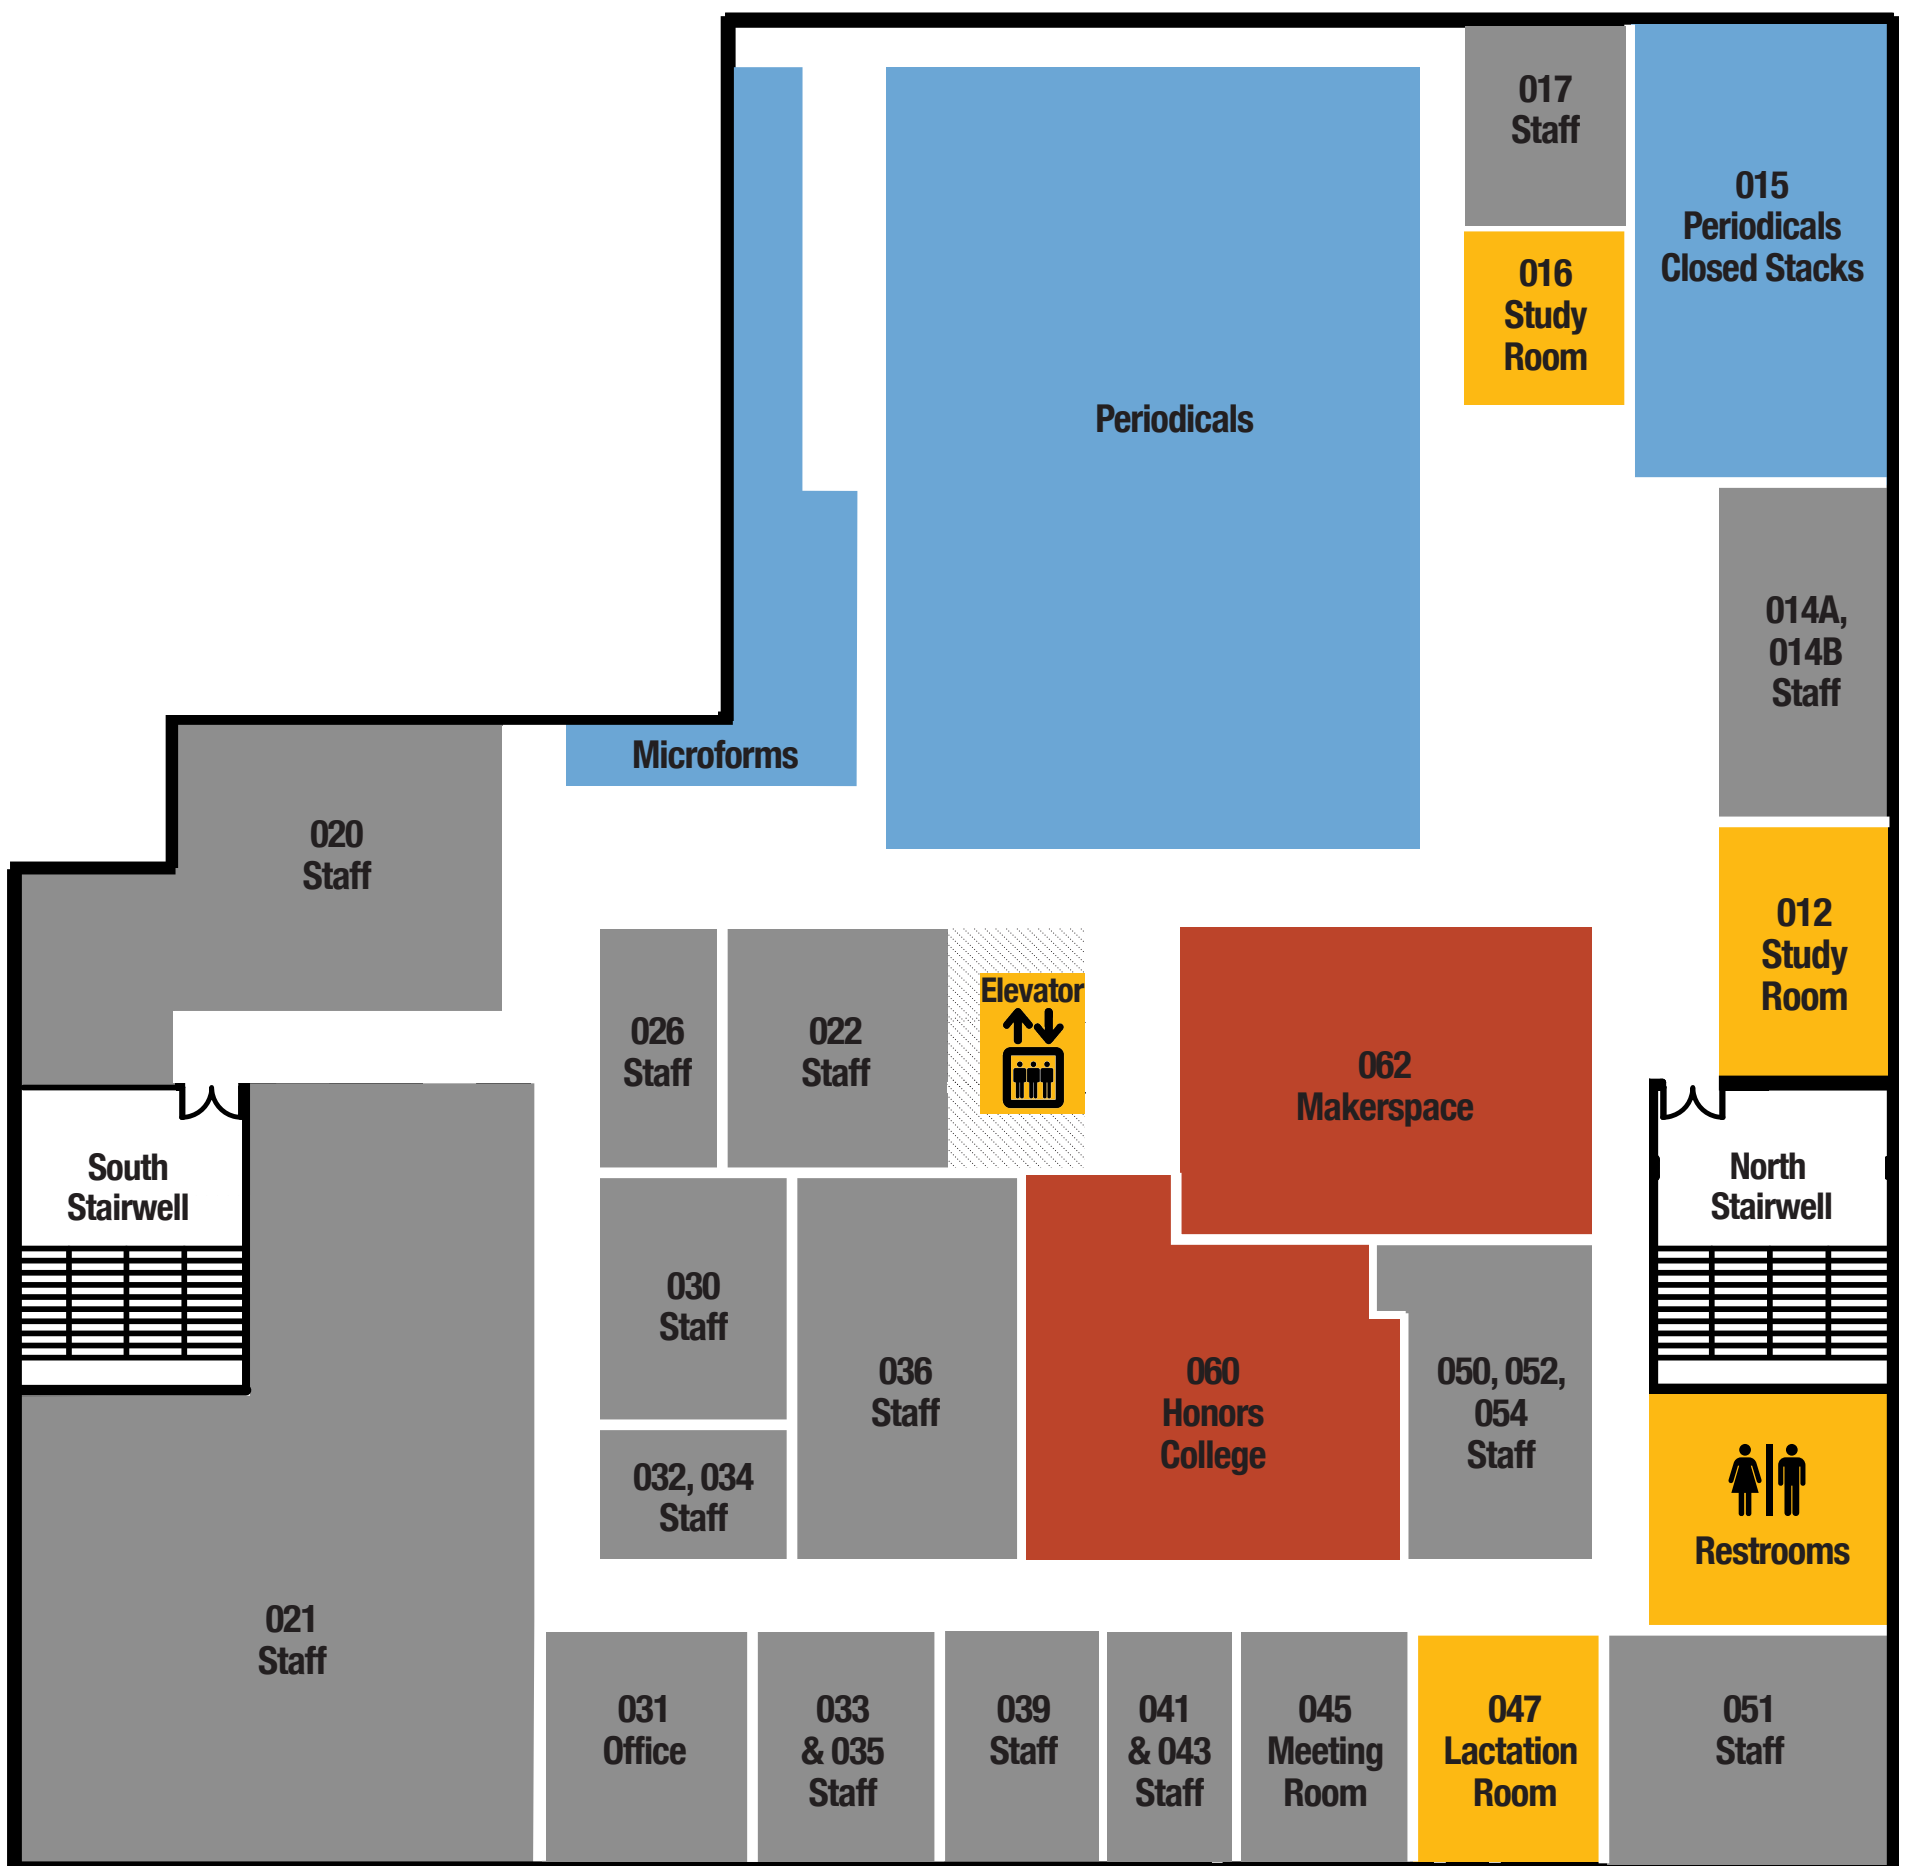 017
Staff
015
Periodicals
Closed Stacks
016
Study
Room
Periodicals
014A,
014B
Staff
Microforms
020
Staff
012
Study
Room
026
Staff
022
Staff
Elevator
062
Makerspace
South
Stairwell
North
Stairwell
030
Staff
036
Staff
060
Honors
College
050, 052,
054
Staff
032, 034
Staff
Restrooms
021
Staff
031
Office
033
& 035
Staff
039
Staff
041
& 043
Staff
045
Meeting
Room
047
Lactation
Room
051
Staff